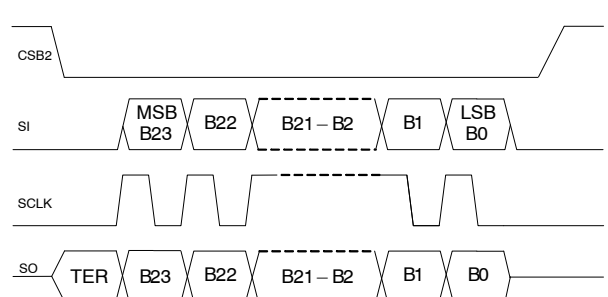 CSB2
SI
MSB
B23
B22
B21 – B2
B1
LSB
B0
SCLK
SO
TER
B23
B22
B21 – B2
B1
B0